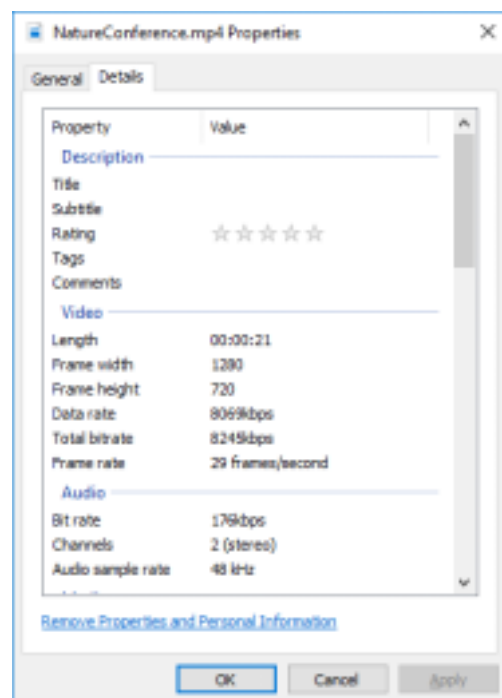 NatureConference.mp4 Properties
General Details
Property Value
Description
Title
Subtitle
Rating
Tags
Comments
Video
Length 00:00:21
Frame width 1280
Frame height 720
Data rate 8069kbps
Total bitrate 8245kbps
Frame rate 29 frames/second
Audio
Bit rate 176kbps
Channels 2 (stereo)
Audio sample rate 48 kHz
Remove Properties and Personal Information
OK Cancel Apply